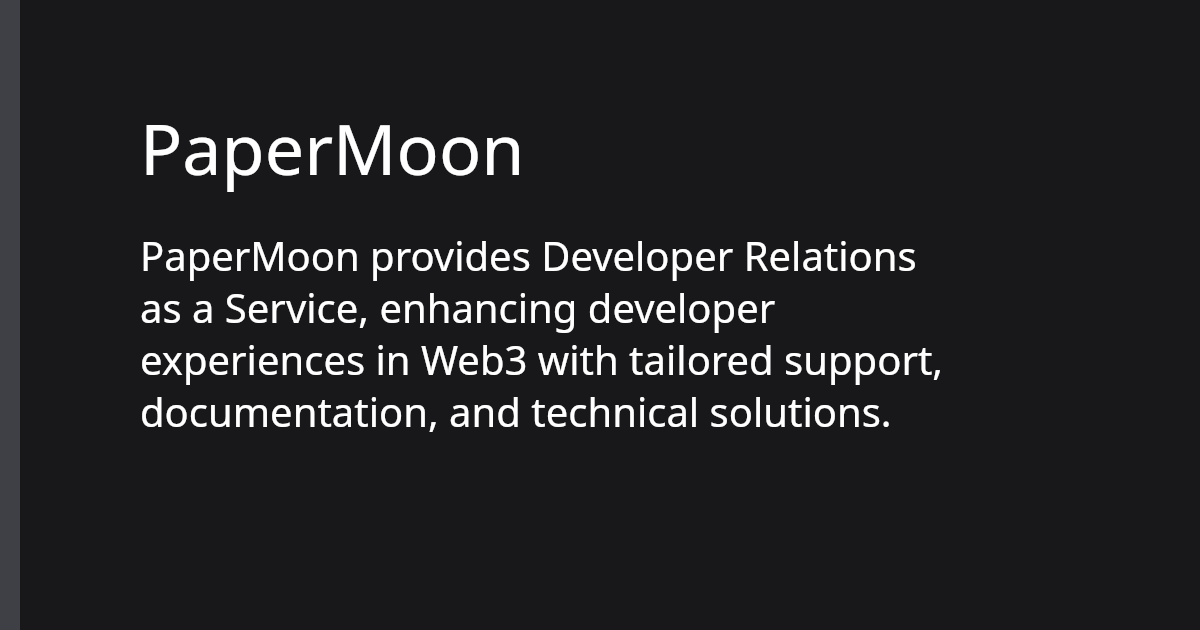 PaperMoon
PaperMoon provides Developer Relations
as a Service, enhancing developer
experiences in Web3 with tailored support,
documentation, and technical solutions.